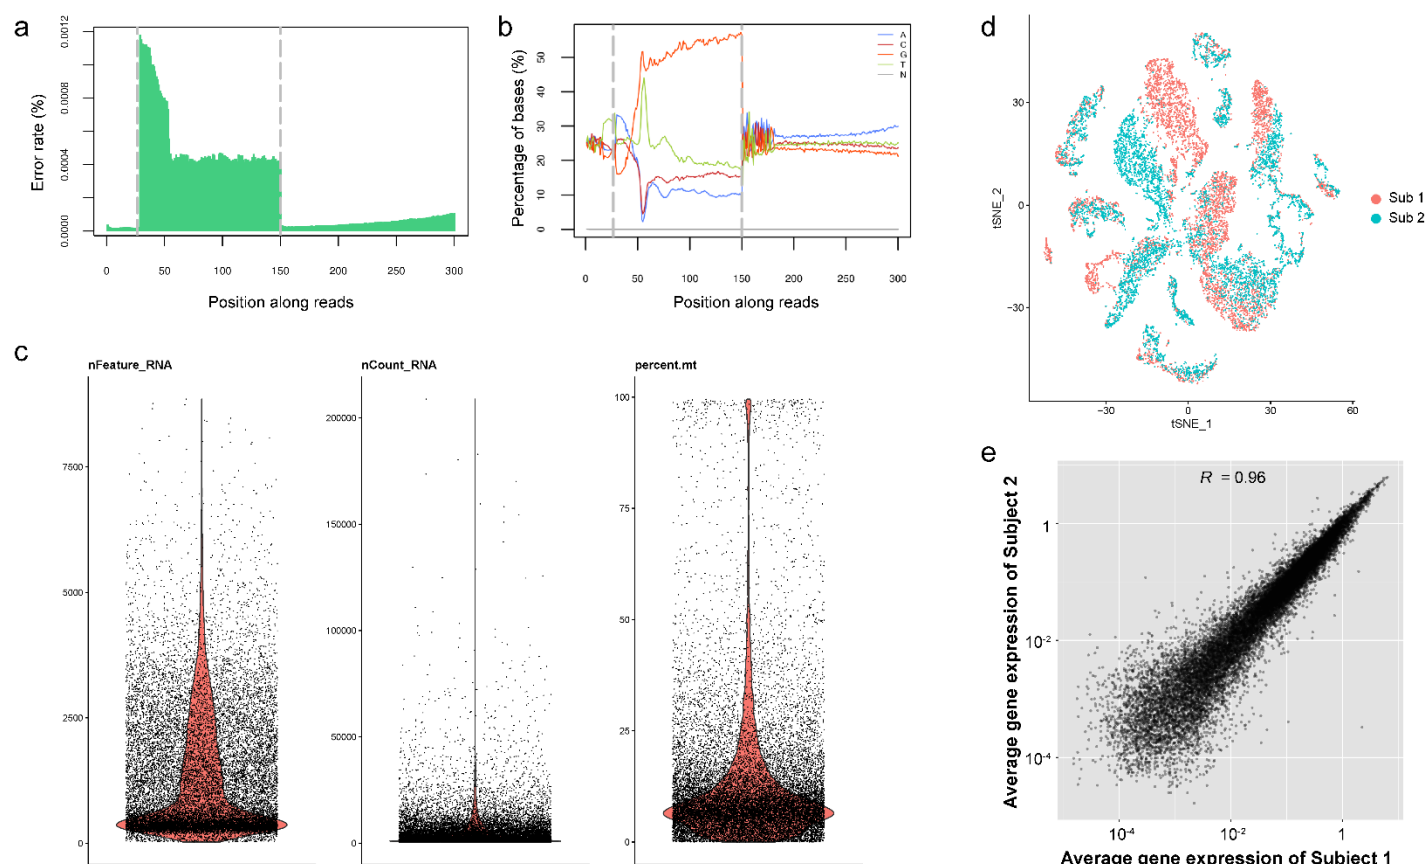 a
Error rate (%)
0.0012
0.0008
0.0004
0.0000
0 50 100 150 200 250 300
Position along reads
b
Percentage of bases (%)
50
40
30
20
10
0
A
C
G
T
N
0 50 100 150 200 250 300
Position along reads
c
nFeature_RNA
7500
5000
2500
0
nCount_RNA
200000
150000
100000
50000
0
percent.mt
100
75
50
25
0
d
tSNE_2
30
0
−30
−30 0 30 60
tSNE_1
Sub 1
Sub 2
e
R = 0.96
Average gene expression of Subject 2
1
10-2
10-4
10-4 10-2 1
Average gene expression of Subject 1